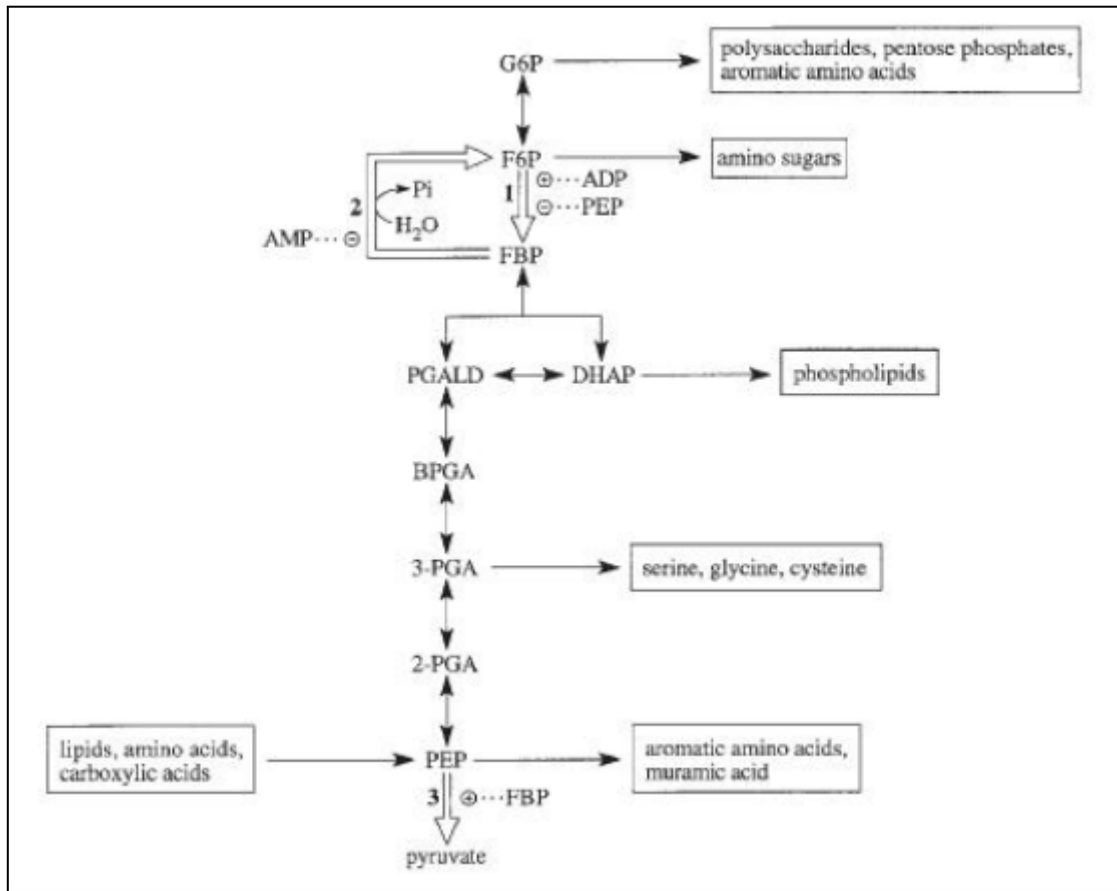 polysaccharides, pentose phosphates,
aromatic amino acids
G6P
F6P
amino sugars
1
⊕···ADP
⊖···PEP
Pi
2
H₂O
AMP···⊖
FBP
PGALD
DHAP
phospholipids
BPGA
3-PGA
serine, glycine, cysteine
2-PGA
lipids, amino acids,
carboxylic acids
PEP
aromatic amino acids,
muramic acid
3
⊕···FBP
pyruvate